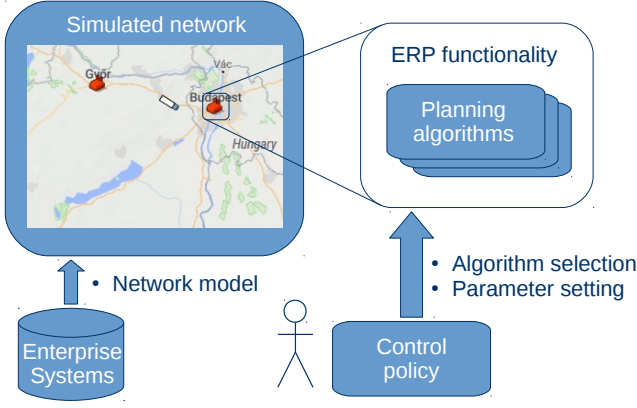 Simulated network
Győr
Vác
Budapest
Hungary
ERP functionality
Planning
algorithms
• Network model
• Algorithm selection
• Parameter setting
Enterprise
Systems
Control
policy